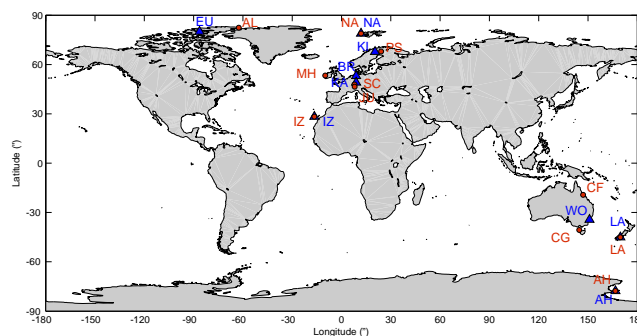 90
60
30
0
-30
-60
-90
Latitude (°)
EU
AL
NA
NA
KI
PS
MH
BR
KA
SC
IZ
IZ
CF
WO
LA
CG
LA
AH
AH
-180
-150
-120
-90
-60
-30
0
30
60
90
120
150
180
Longitude (°)